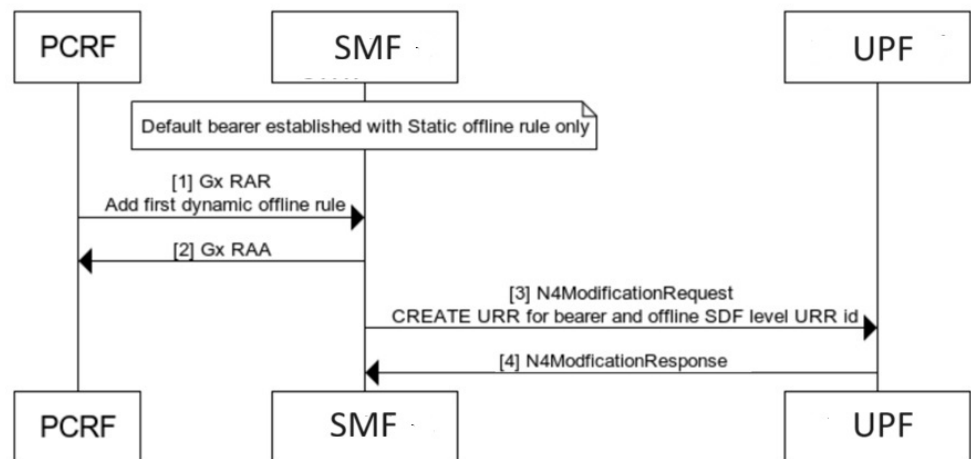 PCRF
SMF
UPF
Default bearer established with Static offline rule only
[1] Gx RAR
Add first dynamic offline rule
[2] Gx RAA
[3] N4ModificationRequest
CREATE URR for bearer and offline SDF level URR id
[4] N4ModficationResponse
PCRF
SMF
UPF